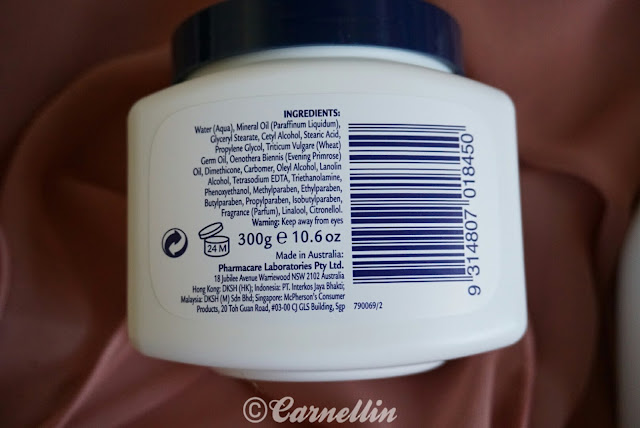 INGREDIENTS:
Water (Aqua), Mineral Oil (Paraffinum Liquidum),
Glyceryl Stearate, Cetyl Alcohol, Stearic Acid,
Propylene Glycol, Triticum Vulgare (Wheat)
Germ Oil, Oenothera Biennis (Evening Primrose)
Oil, Dimethicone, Carbomer, Oleyl Alcohol, Lanolin
Alcohol, Tetrasodium EDTA, Triethanolamine,
Phenoxyethanol, Methylparaben, Ethylparaben,
Butylparaben, Propylparaben, Isobutylparaben,
Fragrance (Parfum), Linalool, Citronellol.
Warning: Keep away from eyes
24 M
300g e 10.6oz
Made in Australia:
Pharmacare Laboratories Pty Ltd.
18 Jubilee Avenue Warriewood NSW 2102 Australia
Hong Kong: DKSH (HK); Indonesia: PT. Interkos Jaya Bhakti;
Malaysia: DKSH (M) Sdn Bhd; Singapore: McPherson's Consumer
Products, 20 Toh Guan Road, #03-00 CJ GLS Building, Sgp
790069/2
9 314807 018450
©Carnellin